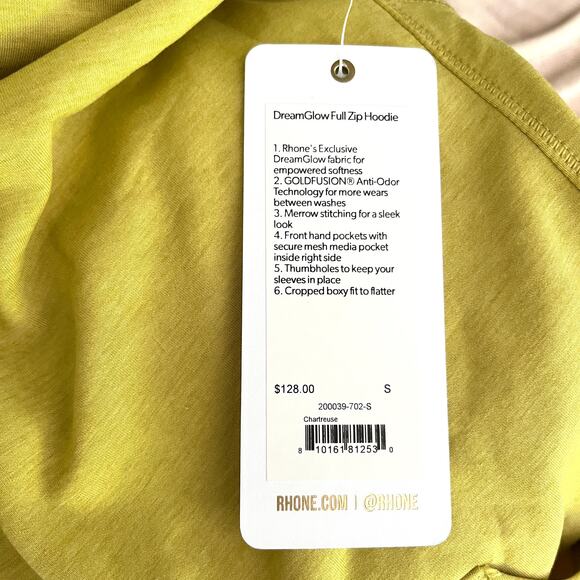 DreamGlow Full Zip Hoodie
1. Rhone's Exclusive
DreamGlow fabric for
empowered softness
2. GOLDFUSION® Anti-Odor
Technology for more wears
between washes
3. Merrow stitching for a sleek
look
4. Front hand pockets with
secure mesh media pocket
inside right side
5. Thumbholes to keep your
sleeves in place
6. Cropped boxy fit to flatter
$128.00 S
200039-702-S
Chartreuse
8 10161 81253 0
RHONE.COM | @RHONE